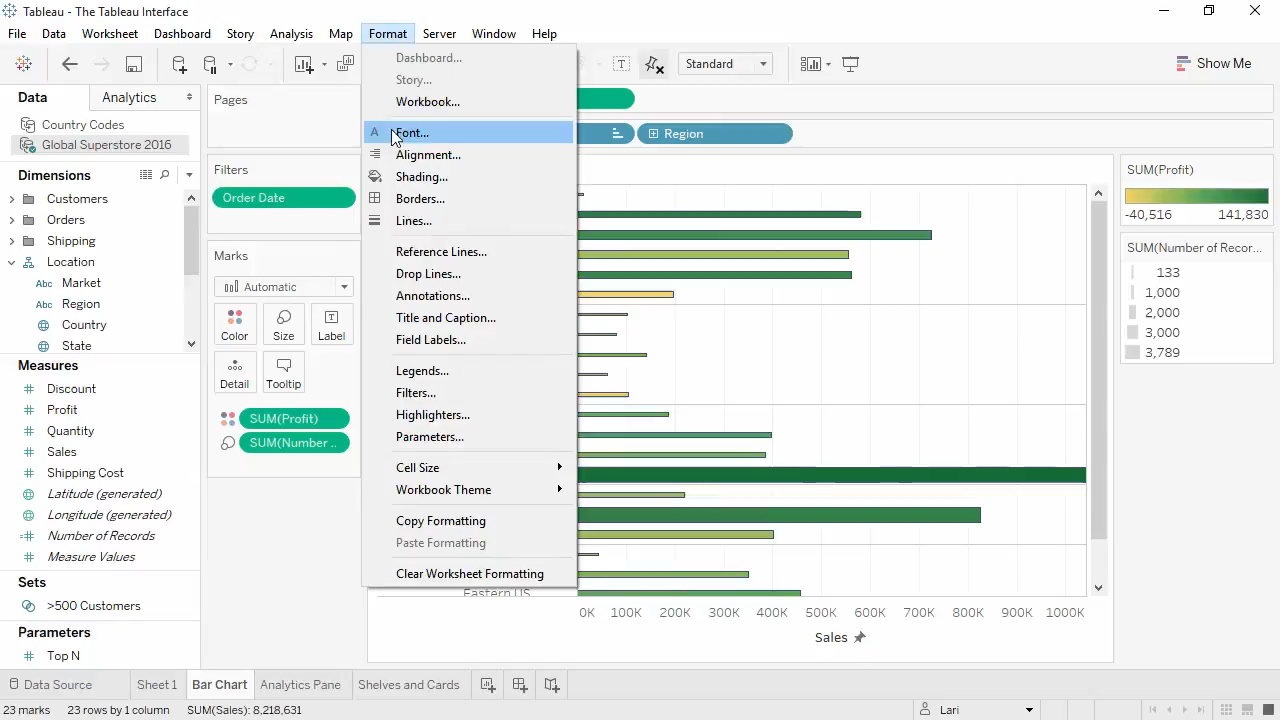 Tableau - The Tableau Interface
File Data Worksheet Dashboard Story Analysis Map Format Server Window Help
Standard
Show Me
Data
Analytics
Country Codes
Global Superstore 2016
Dimensions
Customers
Orders
Shipping
Location
Abc Market
Abc Region
Country
State
Measures
Discount
Profit
Quantity
Sales
Shipping Cost
Latitude (generated)
Longitude (generated)
Number of Records
Measure Values
Sets
>500 Customers
Parameters
Top N
Pages
Filters
Order Date
Marks
Automatic
Color Size Label
Detail Tooltip
SUM(Profit)
SUM(Number ..
Dashboard...
Story...
Workbook...
A Font...
Alignment...
Shading...
Borders...
Lines...
Reference Lines...
Drop Lines...
Annotations...
Title and Caption...
Field Labels...
Legends...
Filters...
Highlighters...
Parameters...
Cell Size
Workbook Theme
Copy Formatting
Paste Formatting
Clear Worksheet Formatting
Region
Eastern US
0K 100K 200K 300K 400K 500K 600K 700K 800K 900K 1000K
Sales
SUM(Profit)
-40,516 141,830
SUM(Number of Recor...
133
1,000
2,000
3,000
3,789
Data Source Sheet 1 Bar Chart Analytics Pane Shelves and Cards
23 marks 23 rows by 1 column SUM(Sales): 8,218,631
Lari